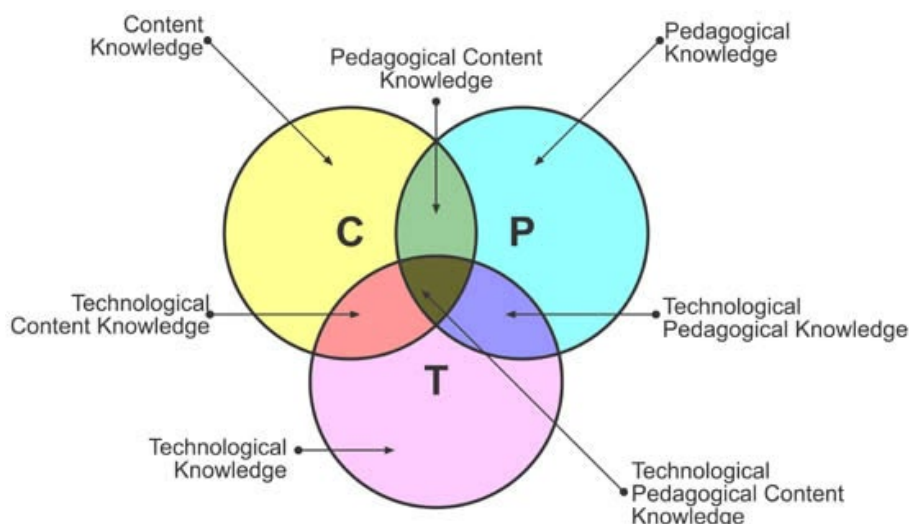 Content
Knowledge
Pedagogical Content
Knowledge
Pedagogical
Knowledge
C
P
Technological
Content Knowledge
Technological
Pedagogical Knowledge
T
Technological
Knowledge
Technological
Pedagogical Content
Knowledge